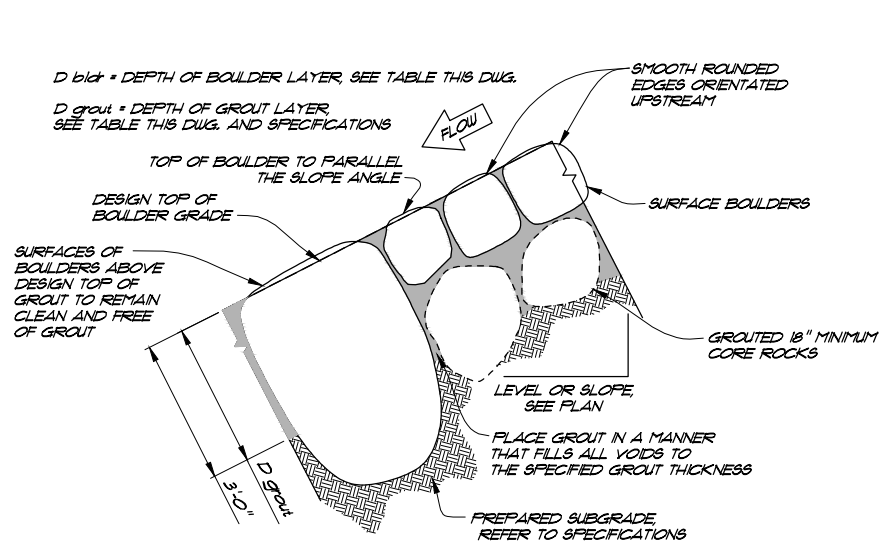 D bldr = DEPTH OF BOULDER LAYER, SEE TABLE THIS DWG.
D grout = DEPTH OF GROUT LAYER,
SEE TABLE THIS DWG. AND SPECIFICATIONS
SMOOTH ROUNDED
EDGES ORIENTATED
UPSTREAM
FLOW
TOP OF BOULDER TO PARALLEL
THE SLOPE ANGLE
DESIGN TOP OF
BOULDER GRADE
SURFACE BOULDERS
SURFACES OF
BOULDERS ABOVE
DESIGN TOP OF
GROUT TO REMAIN
CLEAN AND FREE
OF GROUT
GROUTED 18" MINIMUM
CORE ROCKS
LEVEL OR SLOPE,
SEE PLAN
PLACE GROUT IN A MANNER
THAT FILLS ALL VOIDS TO
THE SPECIFIED GROUT THICKNESS
D grout
3'-0"
PREPARED SUBGRADE,
REFER TO SPECIFICATIONS